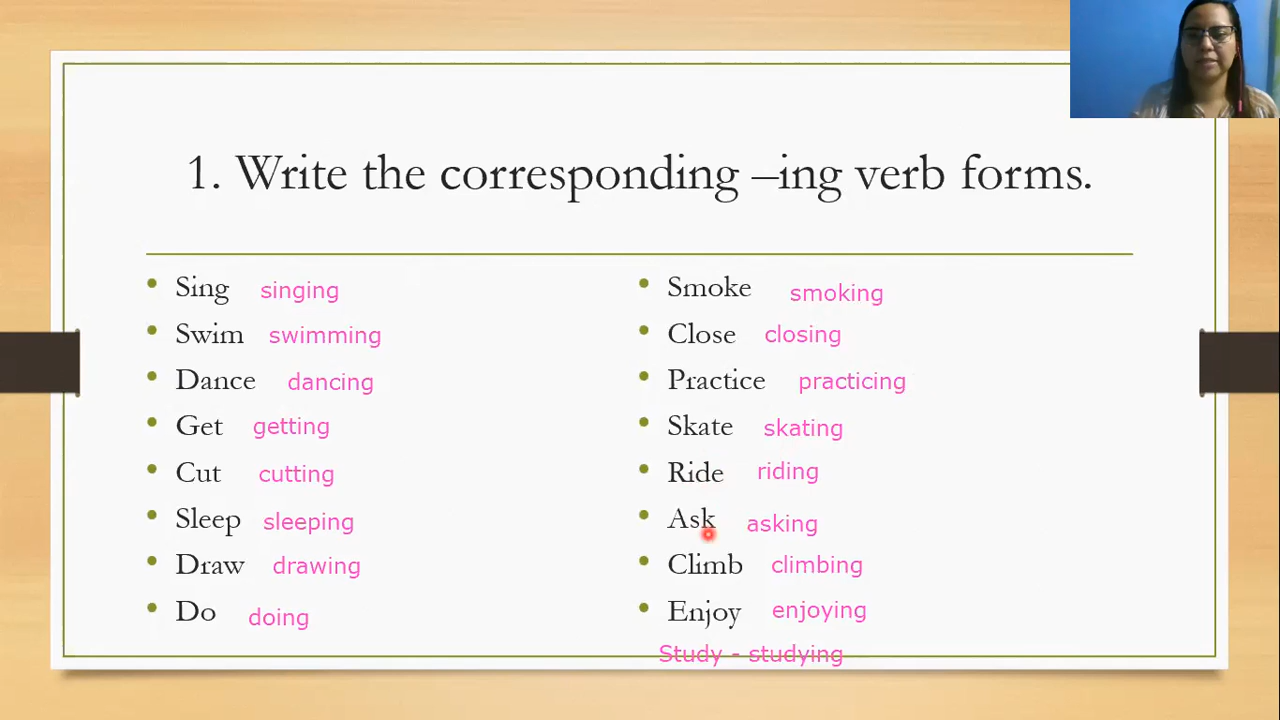 1. Write the corresponding –ing verb forms.
• Sing singing
• Swim swimming
• Dance dancing
• Get getting
• Cut cutting
• Sleep sleeping
• Draw drawing
• Do doing
• Smoke smoking
• Close closing
• Practice practicing
• Skate skating
• Ride riding
• Ask asking
• Climb climbing
• Enjoy enjoying
Study - studying